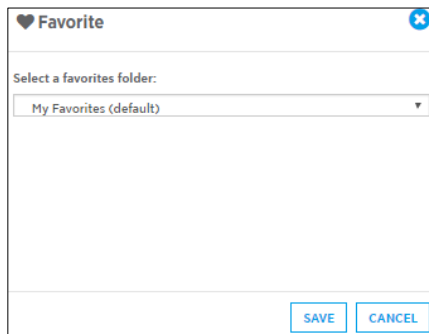 Favorite
Select a favorites folder:
My Favorites (default)
SAVE CANCEL